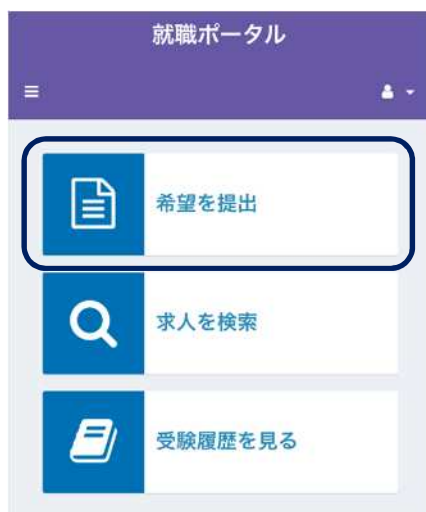 就職ポータル
希望を提出
求人を検索
受験履歴を見る